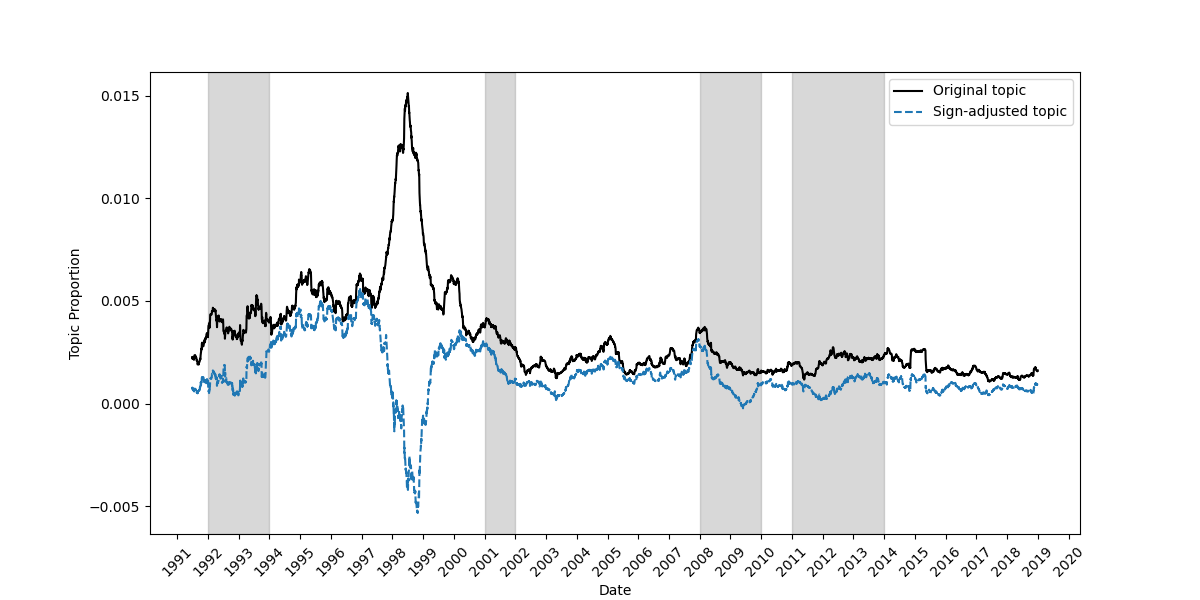 Original topic
Sign-adjusted topic
Topic Proportion
0.015
0.010
0.005
0.000
−0.005
1991 1992 1993 1994 1995 1996 1997 1998 1999 2000 2001 2002 2003 2004 2005 2006 2007 2008 2009 2010 2011 2012 2013 2014 2015 2016 2017 2018 2019 2020
Date